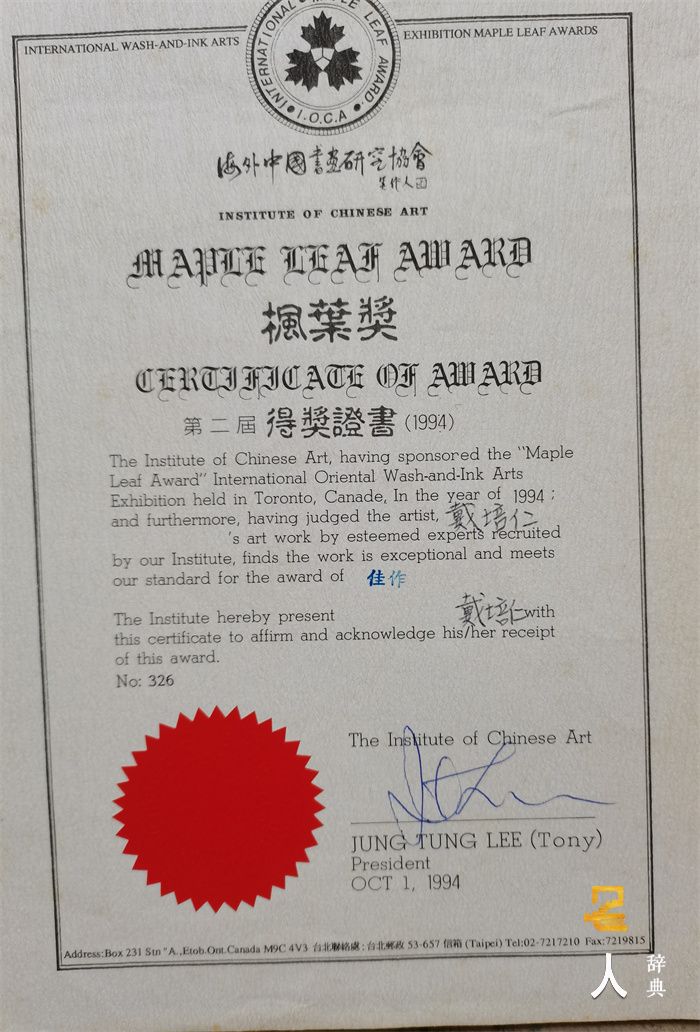 INTERNATIONAL MAPLE LEAF AWARD
I.O.C.A
INTERNATIONAL WASH-AND-INK ARTS EXHIBITION MAPLE LEAF AWARDS
海外中國書畫研究協會
INSTITUTE OF CHINESE ART
MAPLE LEAF AWARD
楓葉獎
CERTIFICATE OF AWARD
第二屆 得獎證書 (1994)
The Institute of Chinese Art, having sponsored the "Maple
Leaf Award" International Oriental Wash-and-Ink Arts
Exhibition held in Toronto, Canade, In the year of 1994 ;
and furthermore, having judged the artist, 戴培仁
's art work by esteemed experts recruited
by our Institute, finds the work is exceptional and meets
our standard for the award of 佳作
The Institute hereby present 戴培仁 with
this certificate to affirm and acknowledge his/her receipt
of this award.
No: 326
The Institute of Chinese Art
JUNG TUNG LEE (Tony)
President
OCT 1, 1994
Address:Box 231 Stn "A.,Etob.Ont.Canada M9C 4V3 台北聯絡處:台北郵政 53-657 信箱 (Taipei) Tel:02-7217210 Fax:7219815
人 辞典